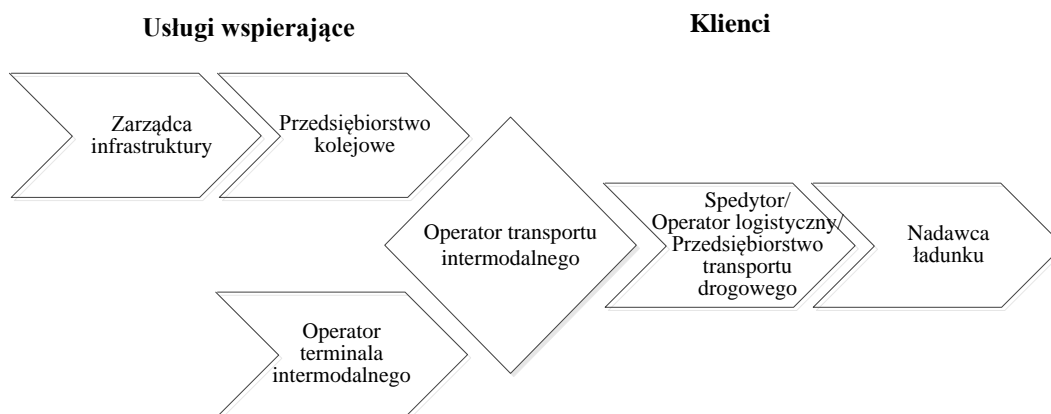 Usługi wspierające
Klienci
Zarządca
infrastruktury
Przedsiębiorstwo
kolejowe
Operator transportu
intermodalnego
Spedytor/
Operator logistyczny/
Przedsiębiorstwo
transportu
drogowego
Nadawca
ładunku
Operator
terminala
intermodalnego